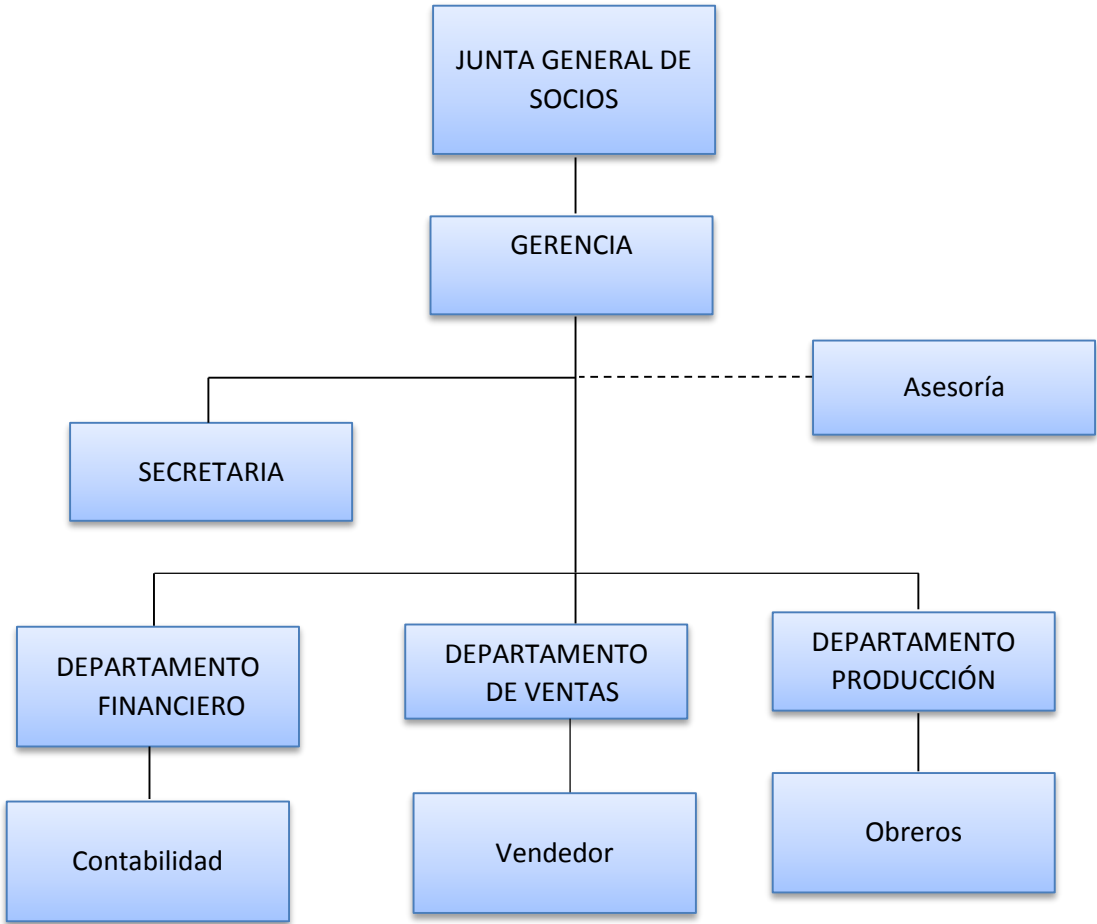 JUNTA GENERAL DE
SOCIOS
GERENCIA
Asesoría
SECRETARIA
DEPARTAMENTO
FINANCIERO
DEPARTAMENTO
DE VENTAS
DEPARTAMENTO
PRODUCCIÓN
Contabilidad
Vendedor
Obreros